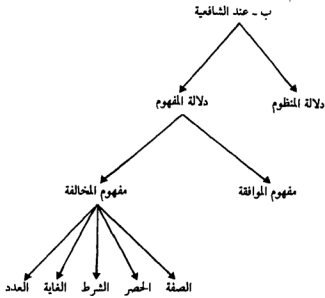 ب - عند الشافعية
دلالة المنظوم دلالة المفهوم
مفهوم الموافقة مفهوم المخالفة
الصفة الحصر الشرط الغاية العدد